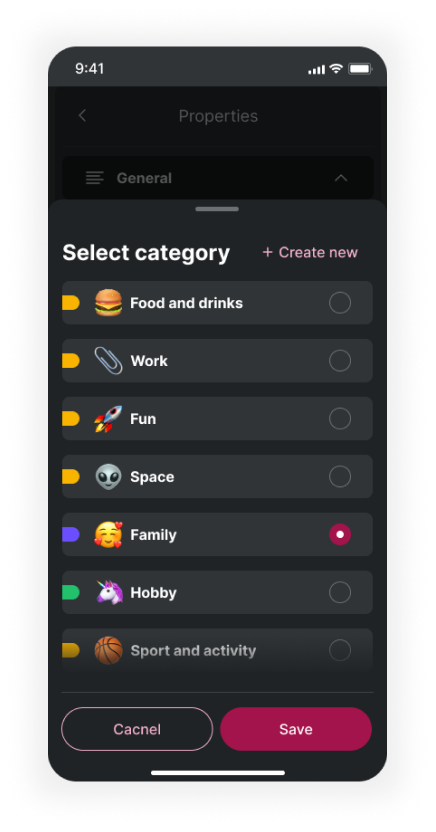 9:41
Properties
General
Select category
+ Create new
Food and drinks
Work
Fun
Space
Family
Hobby
Sport and activity
Cacnel
Save